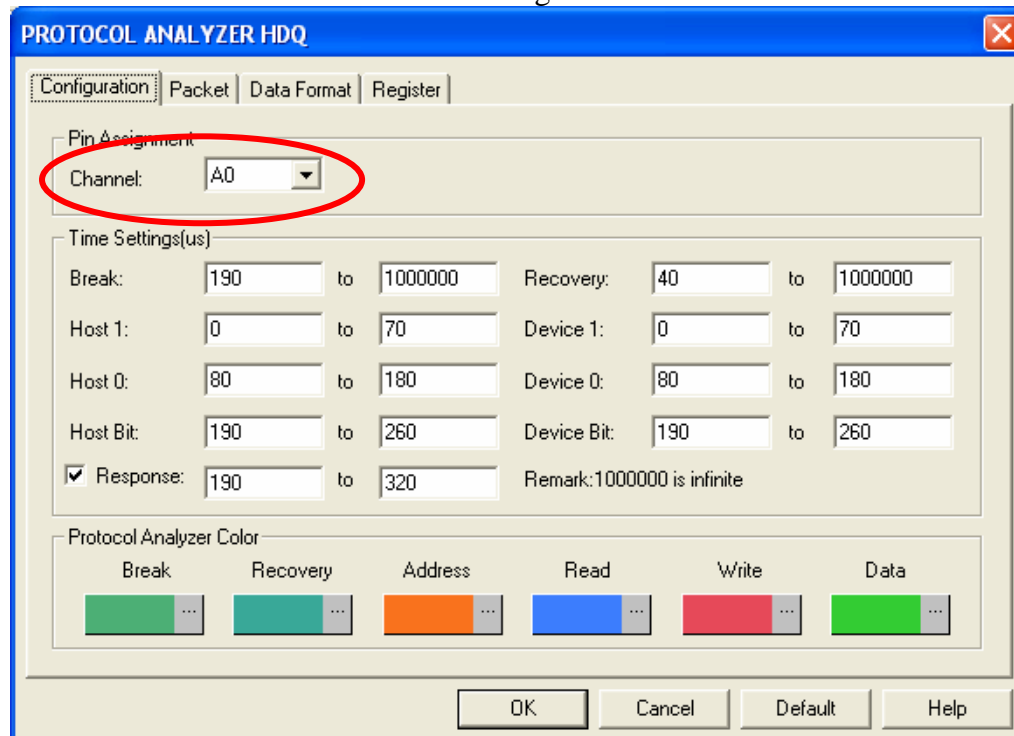 PROTOCOL ANALYZER HDQ
Configuration Packet Data Format Register
Pin Assignment
Channel: A0
Time Settings(us)
Break: 190 to 1000000 Recovery: 40 to 1000000
Host 1: 0 to 70 Device 1: 0 to 70
Host 0: 80 to 180 Device 0: 80 to 180
Host Bit: 190 to 260 Device Bit: 190 to 260
Response: 190 to 320 Remark:1000000 is infinite
Protocol Analyzer Color
Break Recovery Address Read Write Data
... ... ... ... ... ...
OK Cancel Default Help